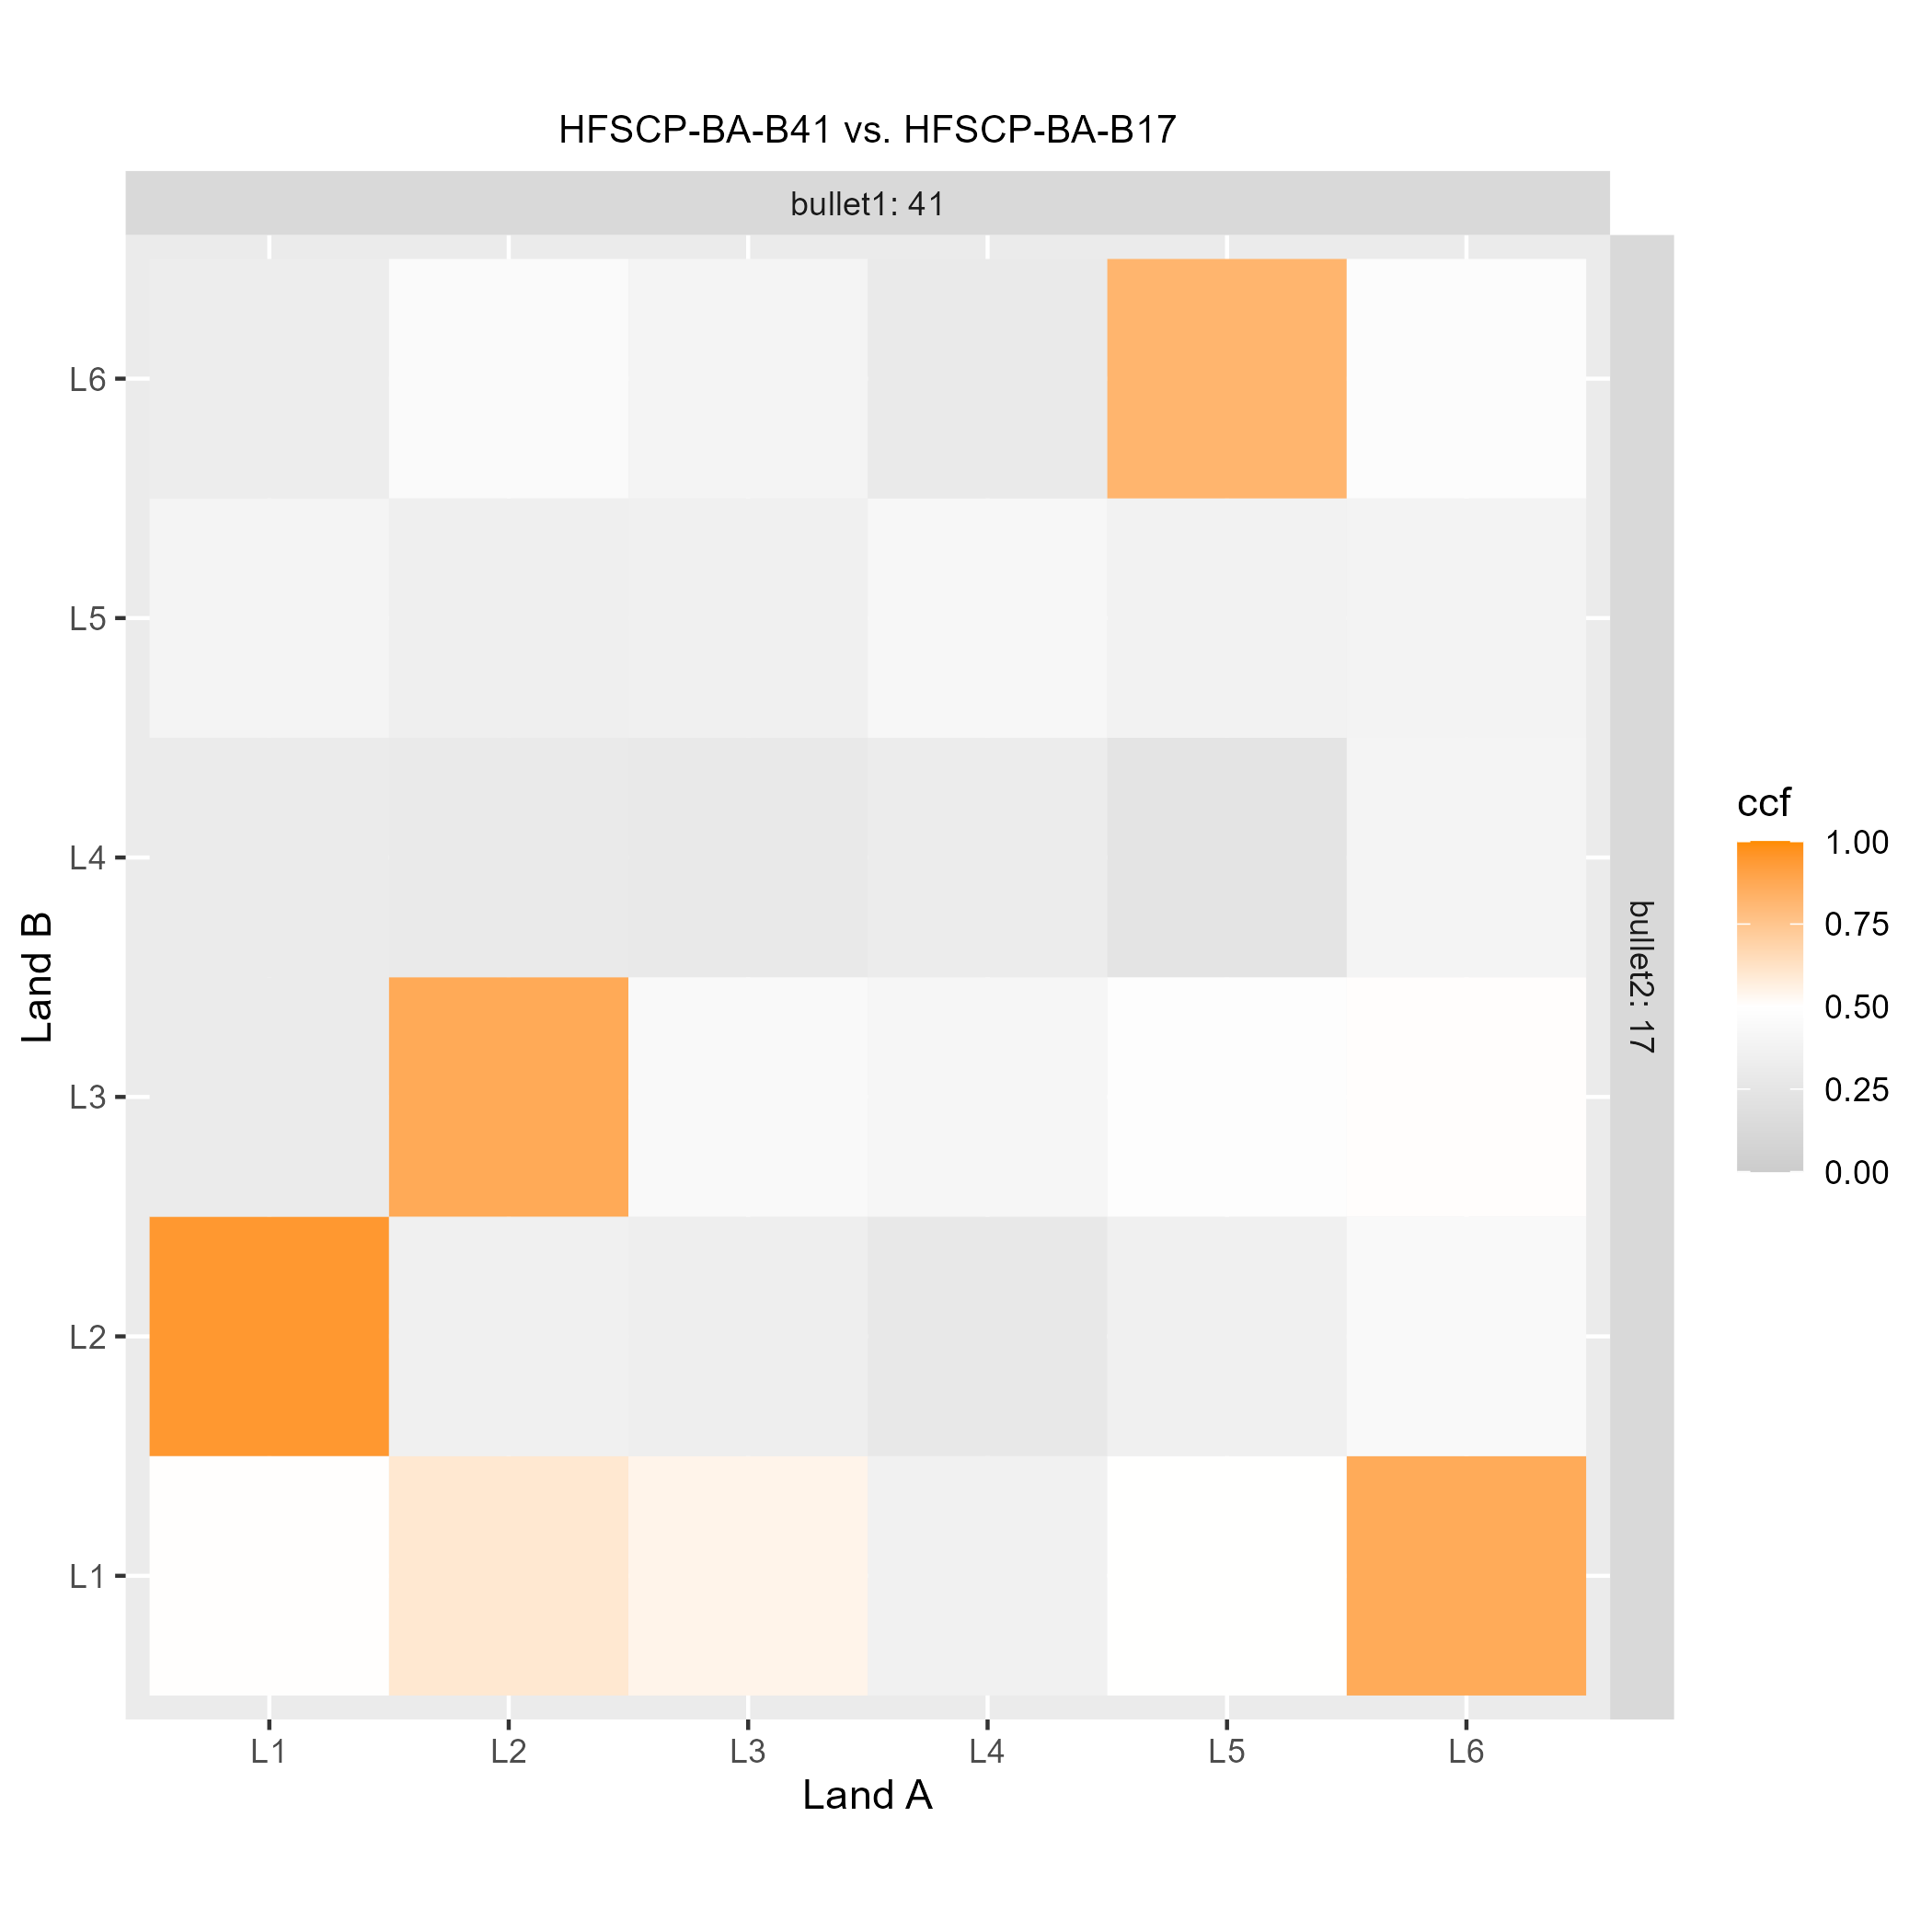 HFSCP-BA-B41 vs. HFSCP-BA-B17
bullet1: 41
L6
L5
L4
L3
L2
L1
Land B
L1 L2 L3 L4 L5 L6
Land A
bullet2: 17
ccf
1.00
0.75
0.50
0.25
0.00